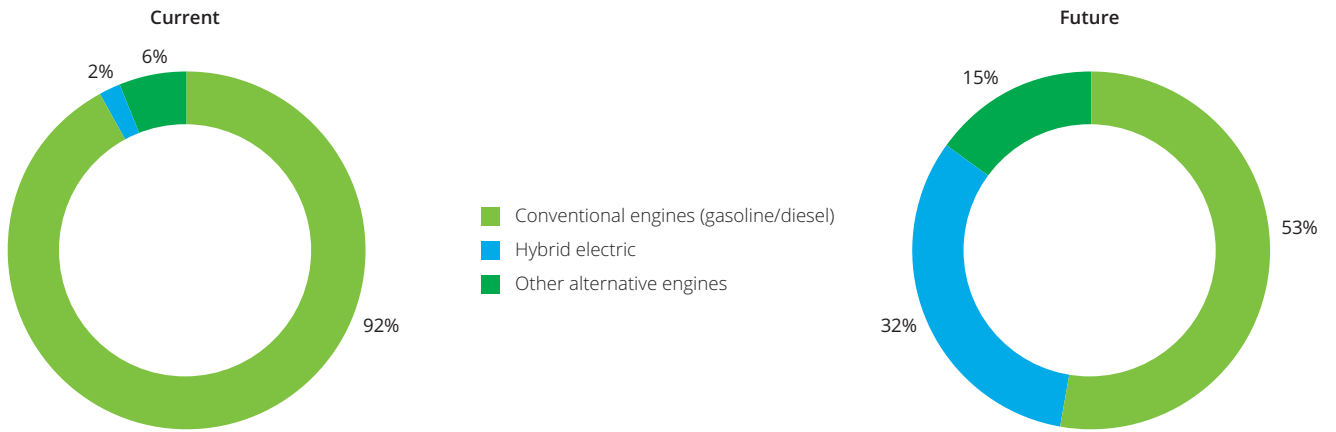 Current
Future
2%
6%
92%
Conventional engines (gasoline/diesel)
Hybrid electric
Other alternative engines
15%
53%
32%